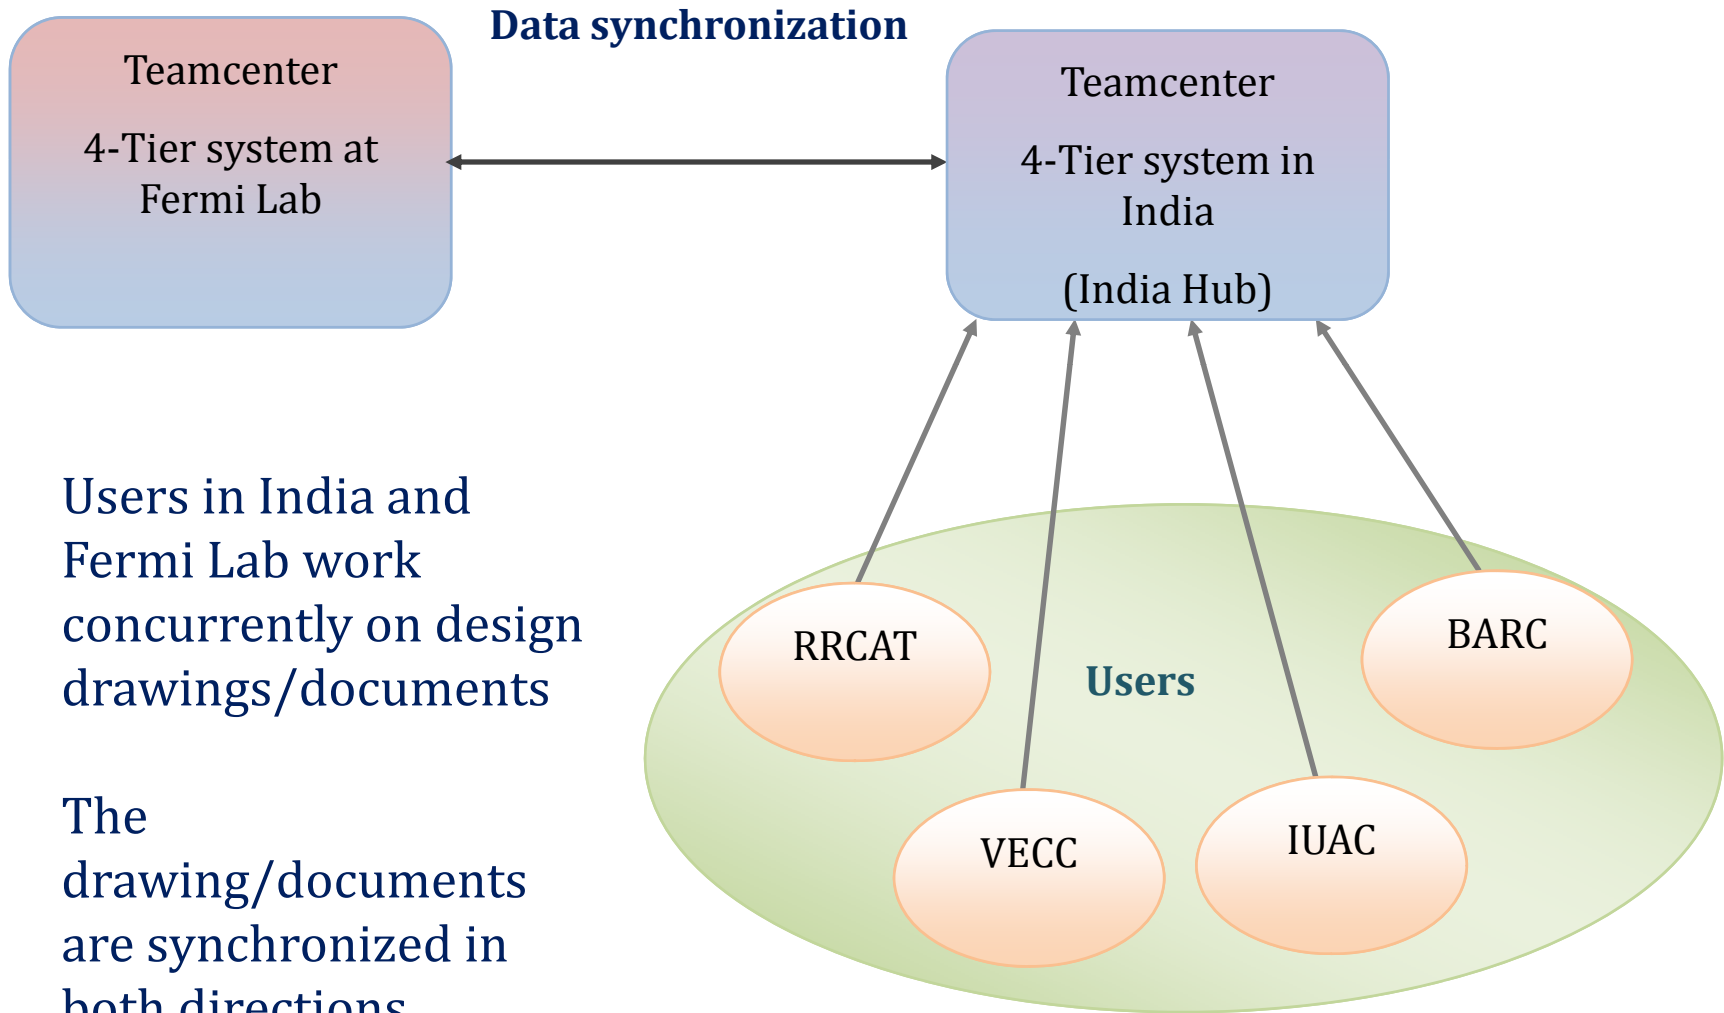 Data synchronization
Teamcenter
4-Tier system at
Fermi Lab
Teamcenter
4-Tier system in
India
(India Hub)
Users in India and
Fermi Lab work
concurrently on design
drawings/documents
The
drawing/documents
are synchronized in
both directions
RRCAT
Users
BARC
VECC
IUAC